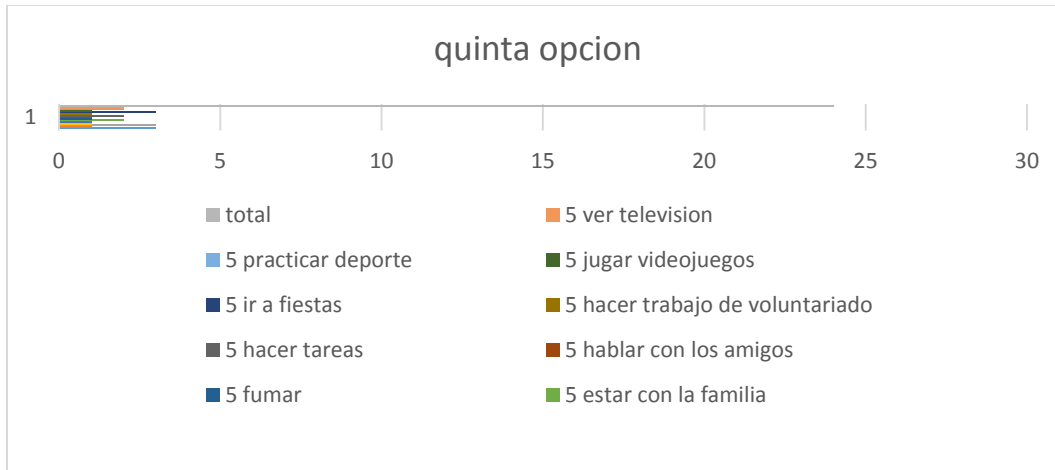 quinta opcion
1
0 5 10 15 20 25 30
total 5 ver television
5 practicar deporte 5 jugar videojuegos
5 ir a fiestas 5 hacer trabajo de voluntariado
5 hacer tareas 5 hablar con los amigos
5 fumar 5 estar con la familia